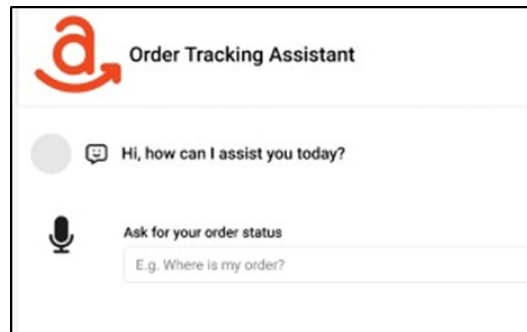 a
Order Tracking Assistant
Hi, how can I assist you today?
Ask for your order status
E.g. Where is my order?